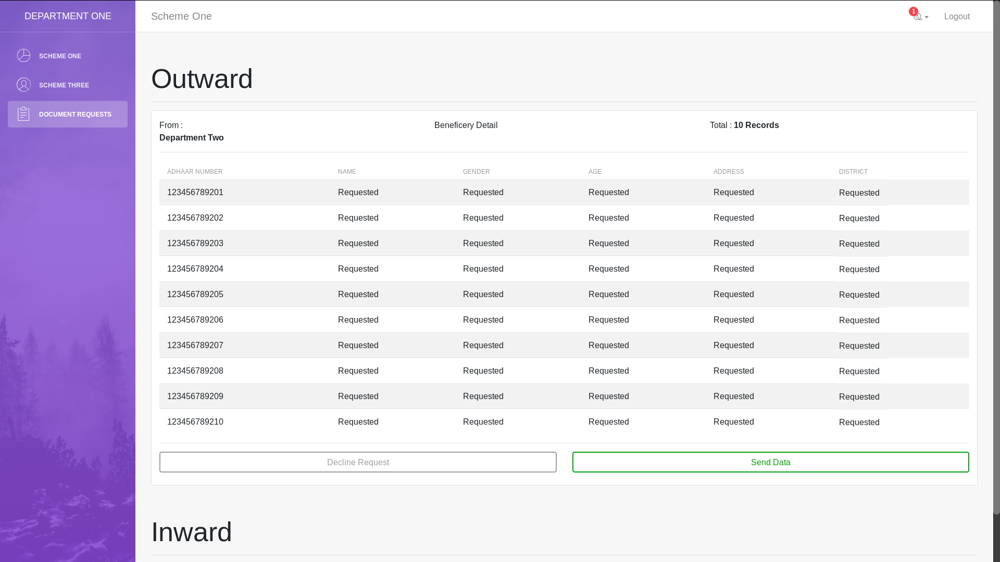 DEPARTMENT ONE
Scheme One
1
Logout
SCHEME ONE
SCHEME THREE
DOCUMENT REQUESTS
Outward
From :
Department Two
Beneficery Detail
Total : 10 Records
ADHAAR NUMBER NAME GENDER AGE ADDRESS DISTRICT
123456789201 Requested Requested Requested Requested Requested
123456789202 Requested Requested Requested Requested Requested
123456789203 Requested Requested Requested Requested Requested
123456789204 Requested Requested Requested Requested Requested
123456789205 Requested Requested Requested Requested Requested
123456789206 Requested Requested Requested Requested Requested
123456789207 Requested Requested Requested Requested Requested
123456789208 Requested Requested Requested Requested Requested
123456789209 Requested Requested Requested Requested Requested
123456789210 Requested Requested Requested Requested Requested
Decline Request
Send Data
Inward